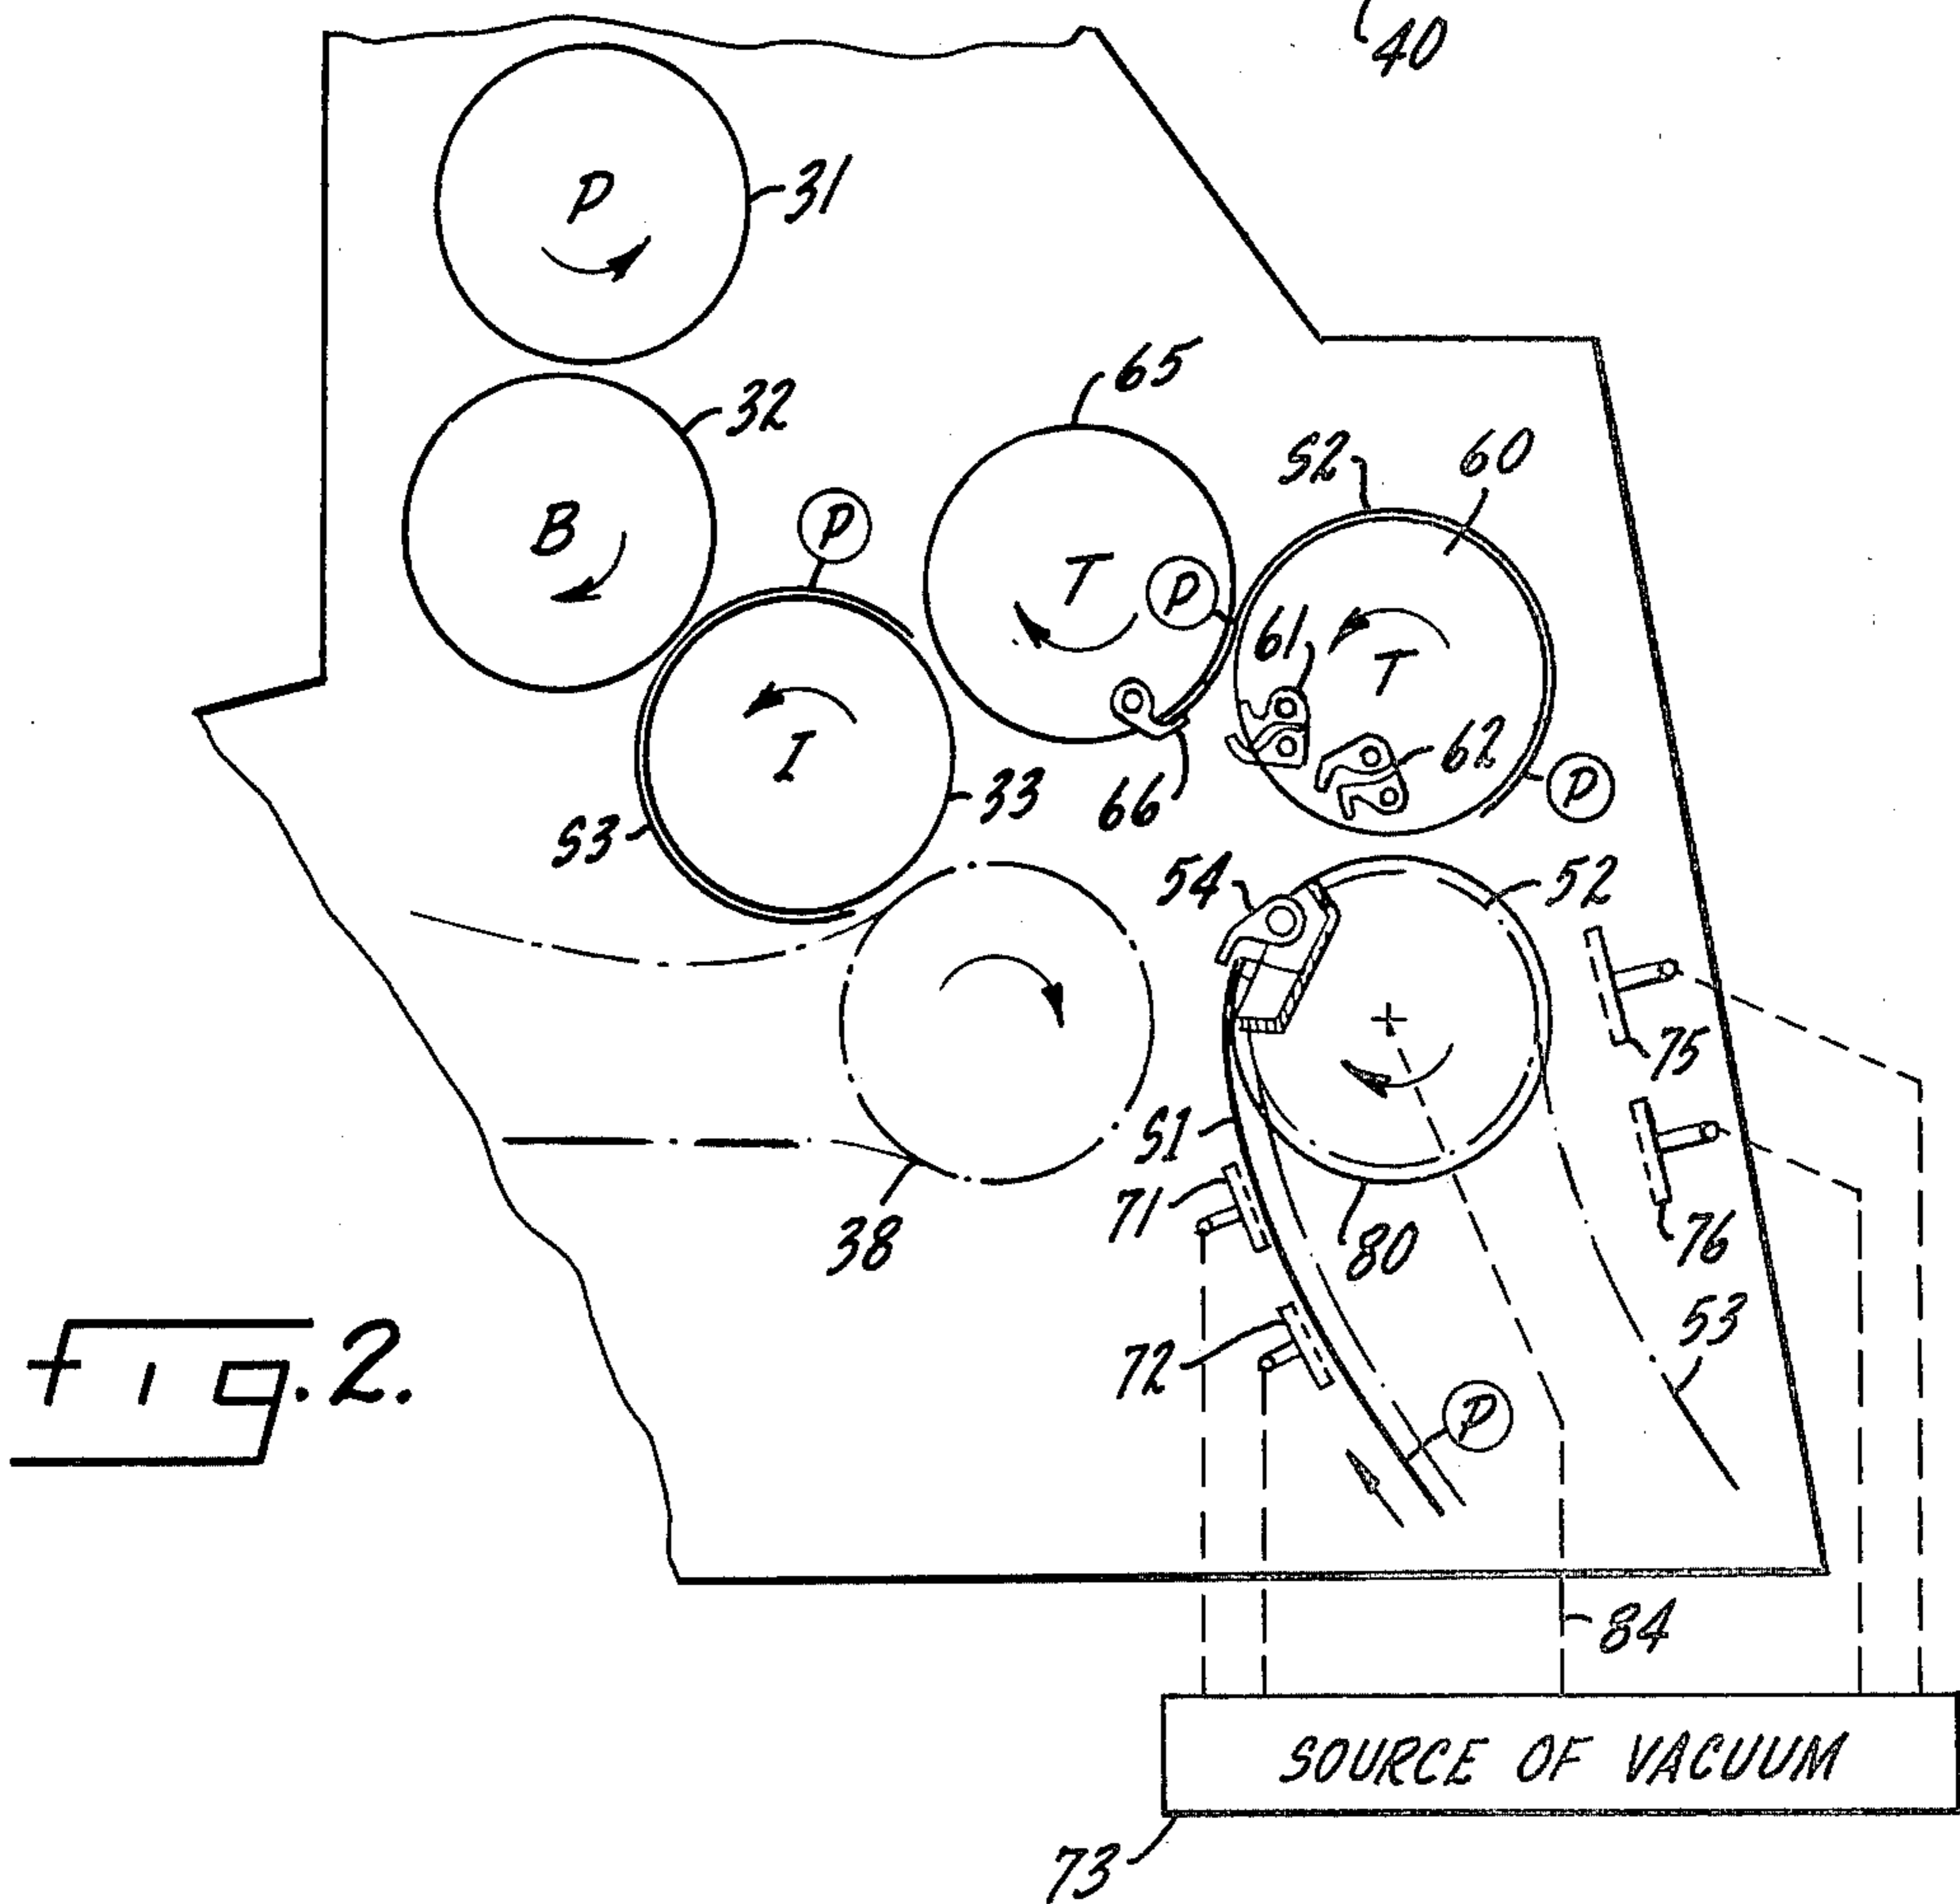 40
P
31
32
65
B
P
S2
60
T
P
61
T
I
62
P
S3
33
66
54
52
75
S1
71
38
80
76
53
72
P
Fig. 2.
84
SOURCE OF VACUUM
73